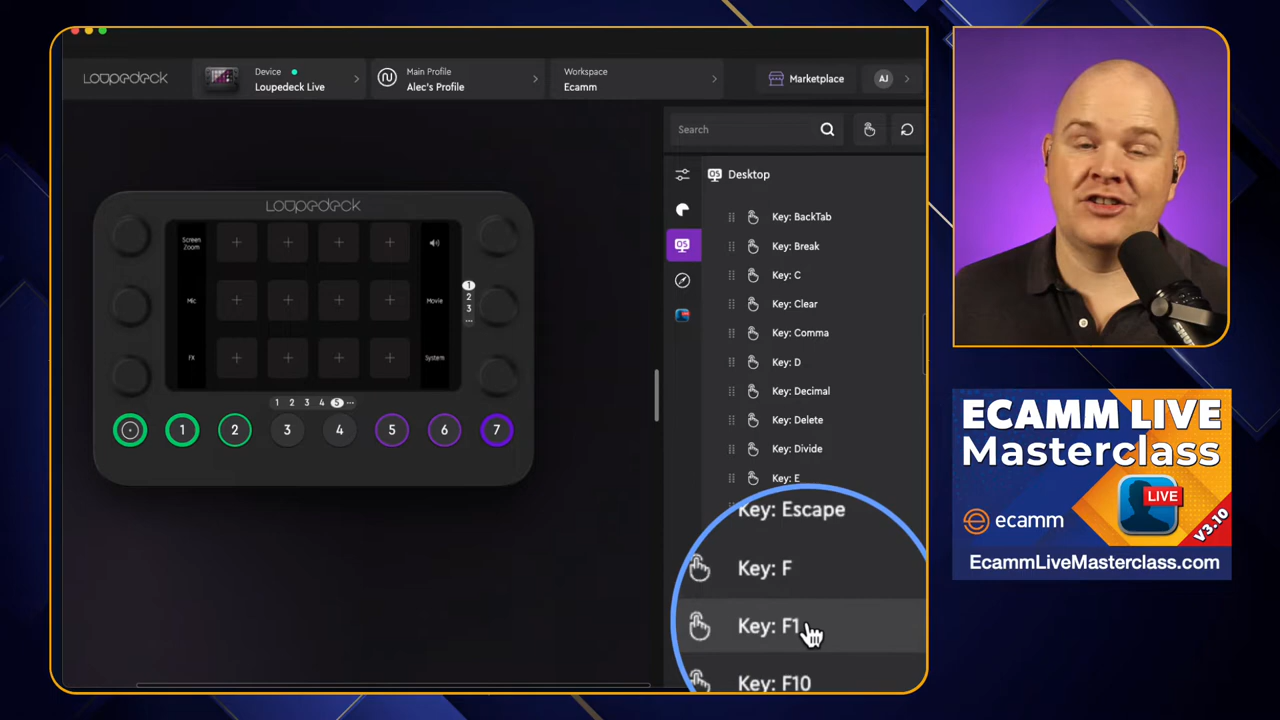 loupedeck
Device
Loupedeck Live
Main Profile
Alec's Profile
Workspace
Ecamm
Marketplace
AJ
Search
OS Desktop
OS
Key: BackTab
Key: Break
Key: C
Key: Clear
Key: Comma
Key: D
Key: Decimal
Key: Delete
Key: Divide
Key: E
Key: Escape
Key: F
Key: F1
Key: F10
loupedeck
Screen
Zoom
Mic
FX
Movie
System
1
2
3
...
1 2 3 4 5 ...
1 2 3 4 5 6 7
SHURE
ECAMM LIVE
Masterclass
LIVE
ecamm
V3.10
EcammLiveMasterclass.com